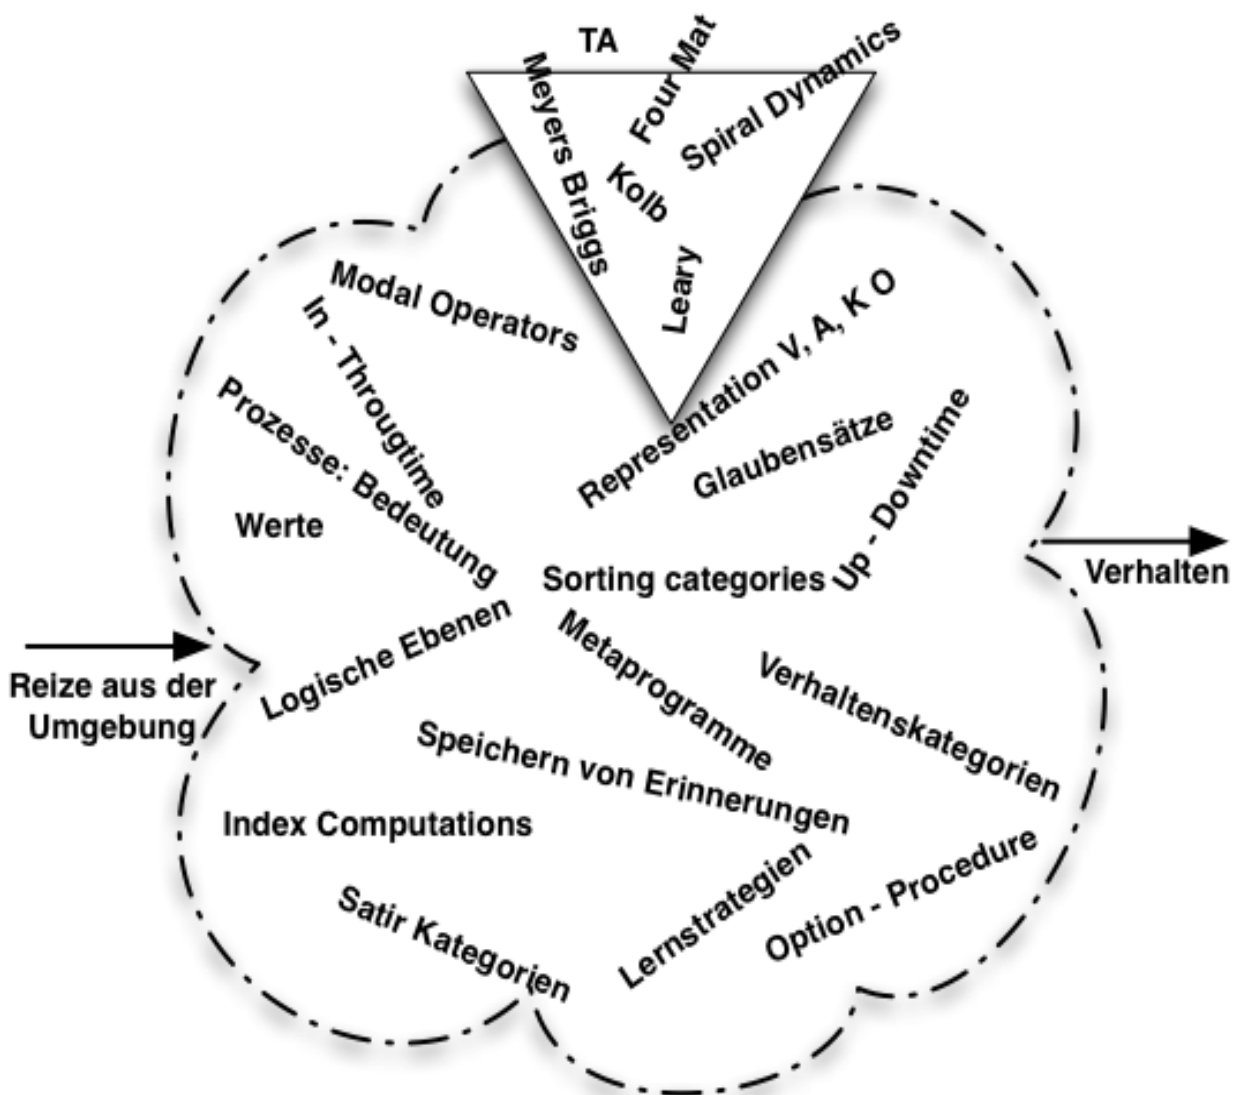 TA
Meyers Briggs
Four Mat
Spiral Dynamics
Kolb
Leary
Modal Operators
In - Througtime
Prozesse: Bedeutung
Representation V, A, K O
Glaubensätze
Up - Downtime
Werte
Sorting categories
Verhalten
Logische Ebenen
Metaprogramme
Reize aus der
Umgebung
Verhaltenskategorien
Speichern von Erinnerungen
Index Computations
Lernstrategien
Option - Procedure
Satir Kategorien